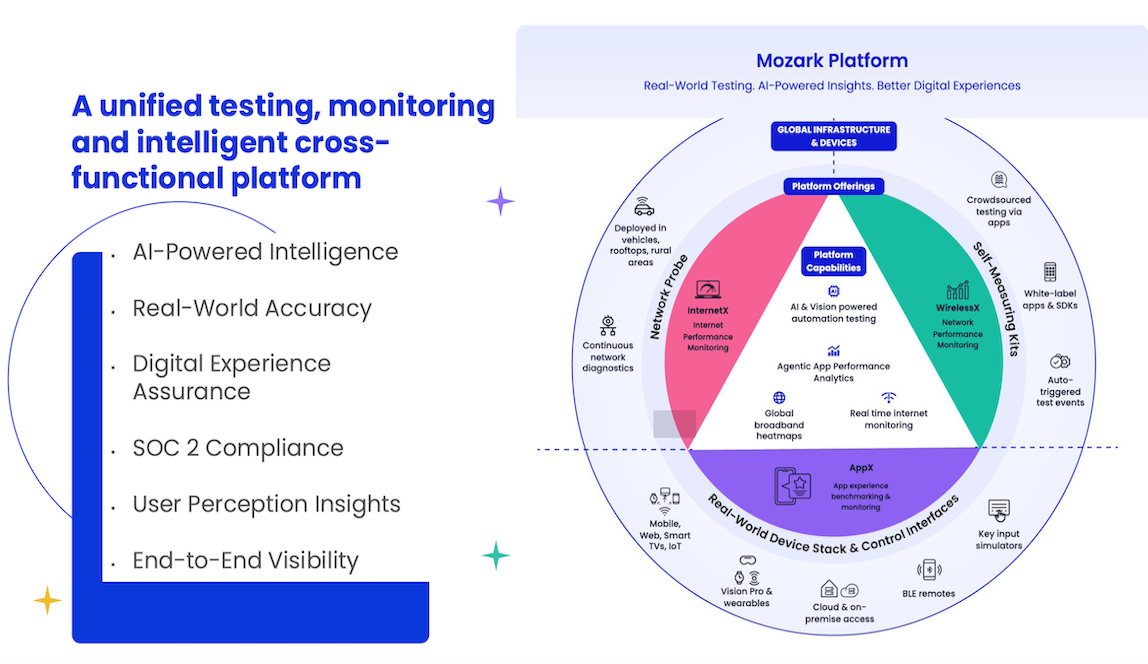 A unified testing, monitoring
and intelligent cross-
functional platform
AI-Powered Intelligence
Real-World Accuracy
Digital Experience
Assurance
SOC 2 Compliance
User Perception Insights
End-to-End Visibility
Mozark Platform
Real-World Testing. AI-Powered Insights. Better Digital Experiences
GLOBAL INFRASTRUCTURE
& DEVICES
Platform Offerings
Platform
Capabilities
AI
AI & Vision powered
automation testing
Agentic App Performance
Analytics
Global
broadband
heatmaps
Real time internet
monitoring
Network Probe
InternetX
Internet
Performance
Monitoring
Self-Measuring Kits
WirelessX
Network
Performance
Monitoring
AppX
App experience
benchmarking &
monitoring
Real-World Device Stack & Control Interfaces
Deployed in
vehicles,
rooftops, rural
areas
Continuous
network
diagnostics
Crowdsourced
testing via
apps
White-label
apps & SDKs
Auto-
triggered
test events
Mobile,
Web, Smart
TVs, IoT
Vision Pro &
wearables
Cloud & on-
premise access
BLE remotes
Key input
simulators